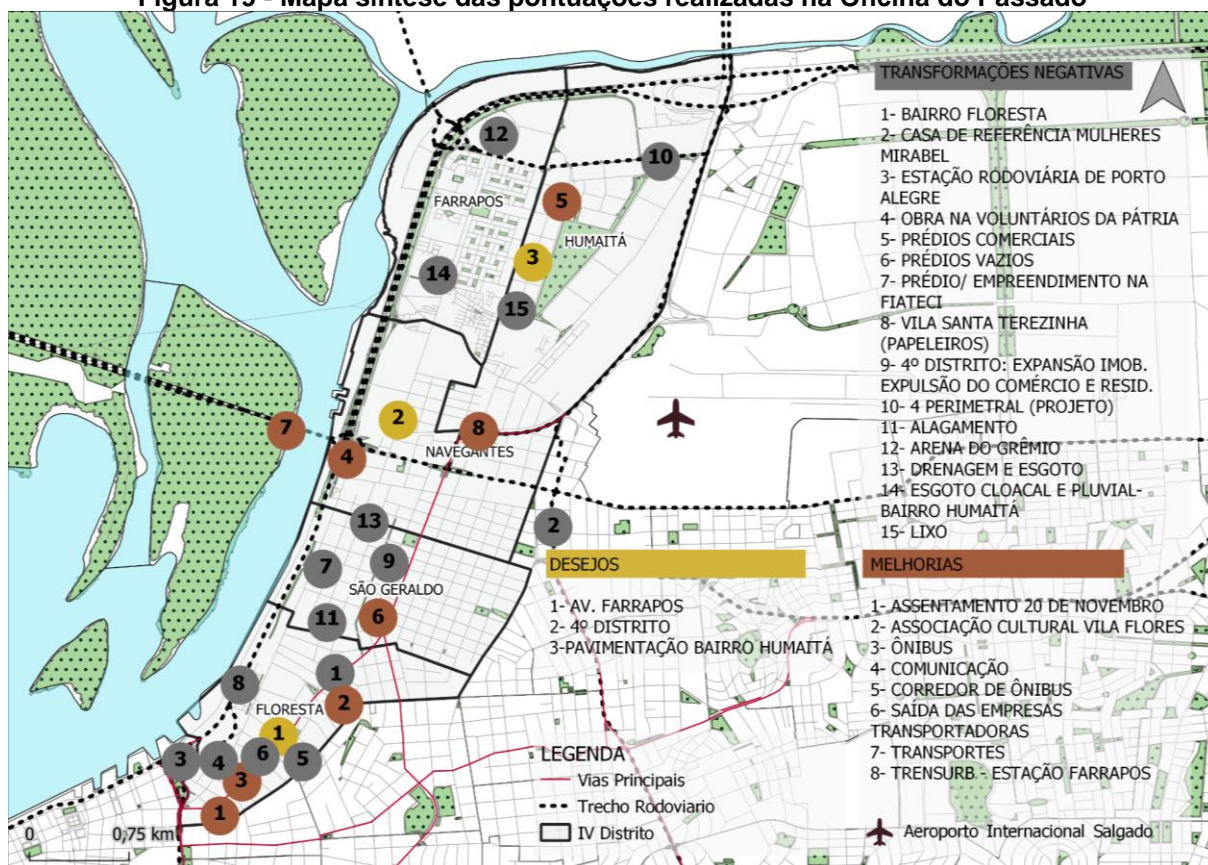 Figura 19 - Mapa síntese das pontuações realizadas na Oficina do Passado
TRANSFORMAÇÕES NEGATIVAS
1- BAIRRO FLORESTA
2- CASA DE REFERÊNCIA MULHERES
MIRABEL
3- ESTAÇÃO RODOVIÁRIA DE PORTO
ALEGRE
4- OBRA NA VOLUNTÁRIOS DA PÁTRIA
5- PRÉDIOS COMERCIAIS
6- PRÉDIOS VAZIOS
7- PRÉDIO/ EMPREENDIMENTO NA
FIATECI
8- VILA SANTA TEREZINHA
(PAPELEIROS)
9- 4º DISTRITO: EXPANSÃO IMOB.
EXPULSÃO DO COMÉRCIO E RESID.
10- 4 PERIMETRAL (PROJETO)
11- ALAGAMENTO
12- ARENA DO GRÊMIO
13- DRENAGEM E ESGOTO
14- ESGOTO CLOACAL E PLUVIAL-
BAIRRO HUMAITÁ
15- LIXO
12
10
FARRAPOS
5
HUMAITÁ
3
14
15
2
7
8
NAVEGANTES
4
13
2
7
9
SÃO GERALDO
11
6
8
1
2
FLORESTA
1
3
4
6
5
3
1
DESEJOS
1- AV. FARRAPOS
2- 4º DISTRITO
3-PAVIMENTAÇÃO BAIRRO HUMAITÁ
MELHORIAS
1- ASSENTAMENTO 20 DE NOVEMBRO
2- ASSOCIAÇÃO CULTURAL VILA FLORES
3- ÔNIBUS
4- COMUNICAÇÃO
5- CORREDOR DE ÔNIBUS
6- SAÍDA DAS EMPRESAS
TRANSPORTADORAS
7- TRANSPORTES
8- TRENSURB - ESTAÇÃO FARRAPOS
LEGENDA
Vias Principais
Trecho Rodoviario
IV Distrito
Aeroporto Internacional Salgado
0 0,75 km